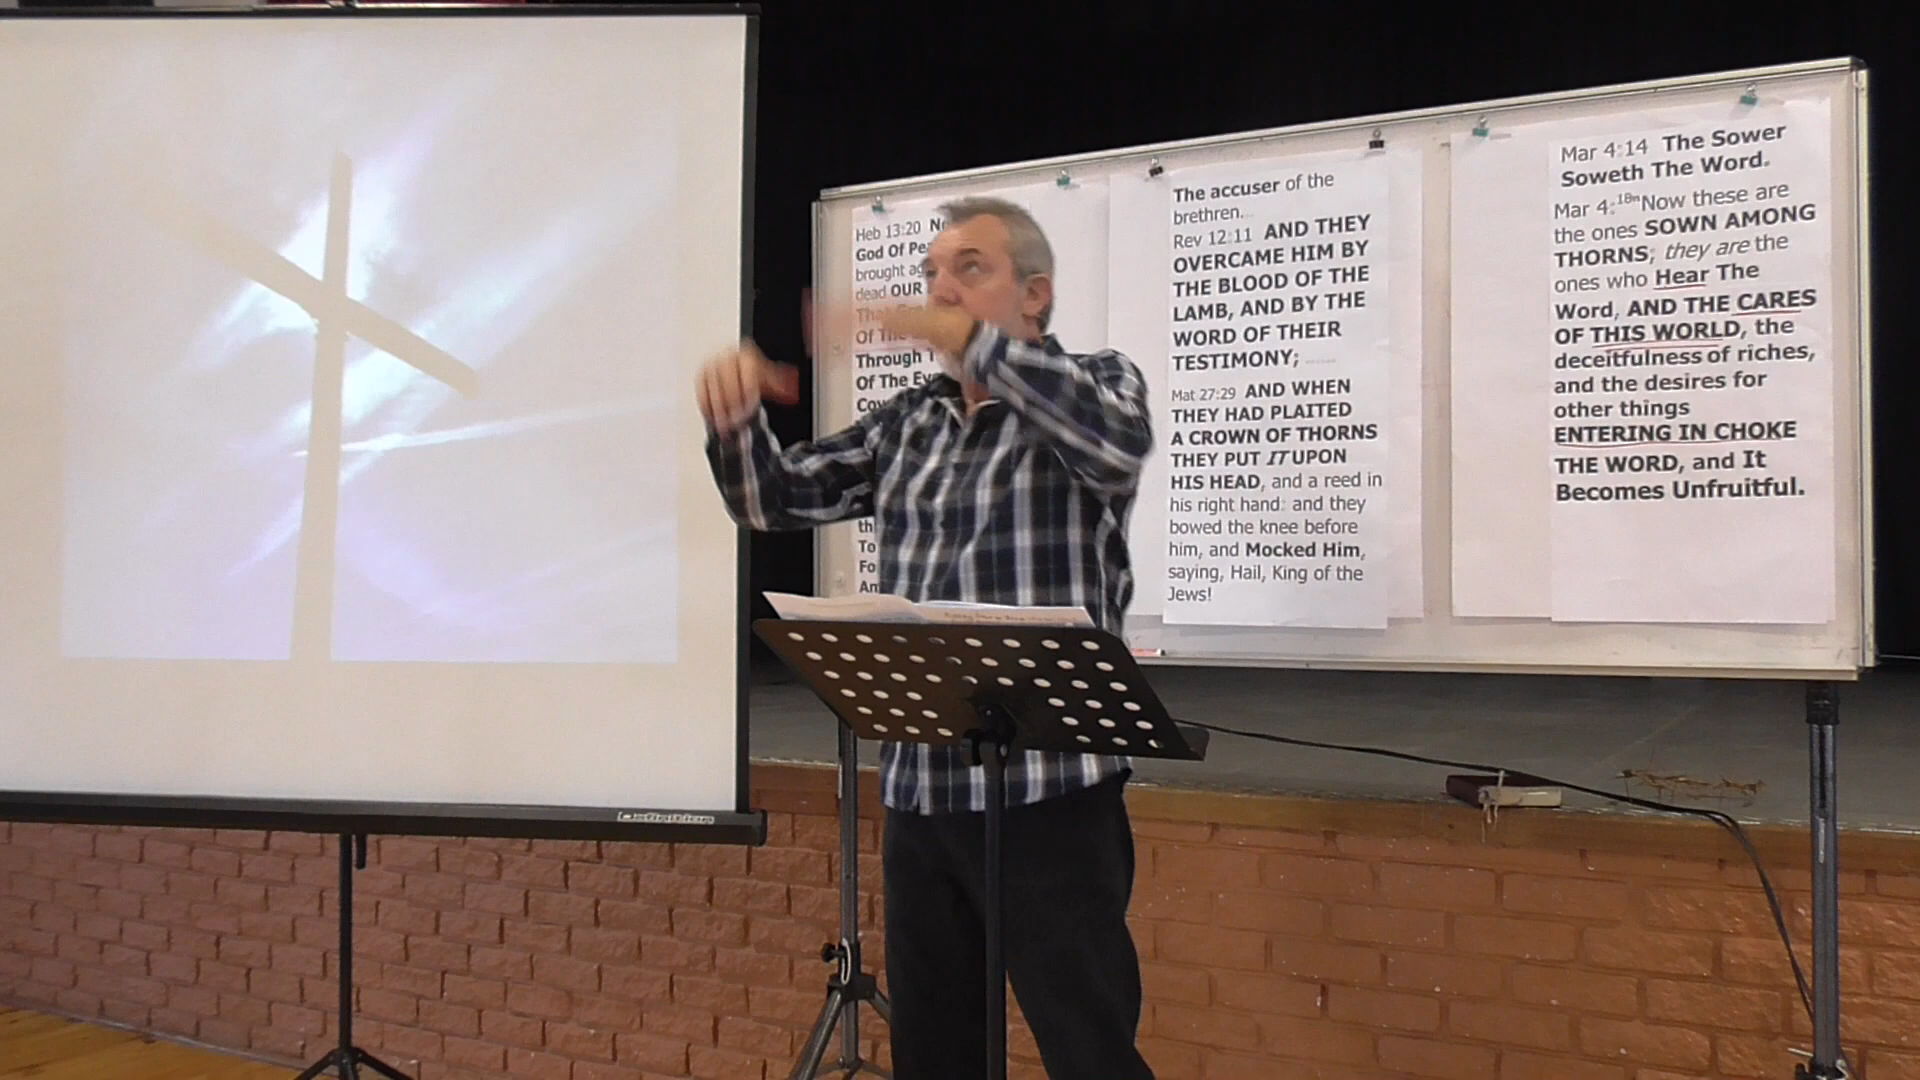 Heb 13:20
God Of
brought
dead OUR
Of The
Through
Of The
To
The accuser of the
brethren...
Rev 12:11 AND THEY
OVERCAME HIM BY
THE BLOOD OF THE
LAMB, AND BY THE
WORD OF THEIR
TESTIMONY; ......
Mat 27:29 AND WHEN
THEY HAD PLAITED
A CROWN OF THORNS
THEY PUT IT UPON
HIS HEAD, and a reed in
his right hand: and they
bowed the knee before
him, and Mocked Him,
saying, Hail, King of the
Jews!
Mar 4:14 The Sower
Soweth The Word.
Mar 4:18n Now these are
the ones SOWN AMONG
THORNS; they are the
ones who Hear The
Word, AND THE CARES
OF THIS WORLD, the
deceitfulness of riches,
and the desires for
other things
ENTERING IN CHOKE
THE WORD, and It
Becomes Unfruitful.